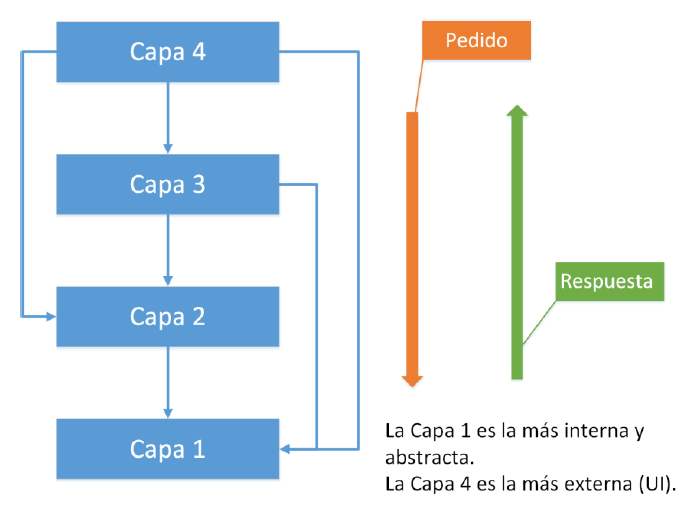 Capa 4
Capa 3
Capa 2
Capa 1
Pedido
Respuesta
La Capa 1 es la más interna y
abstracta.
La Capa 4 es la más externa (UI).